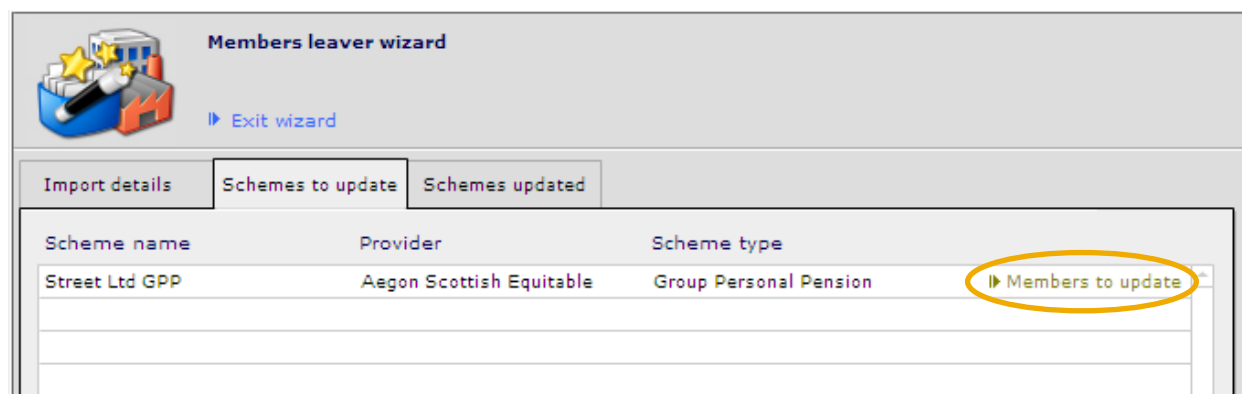 Members leaver wizard
Exit wizard
Import details Schemes to update Schemes updated
Scheme name Provider Scheme type
Street Ltd GPP Aegon Scottish Equitable Group Personal Pension Members to update